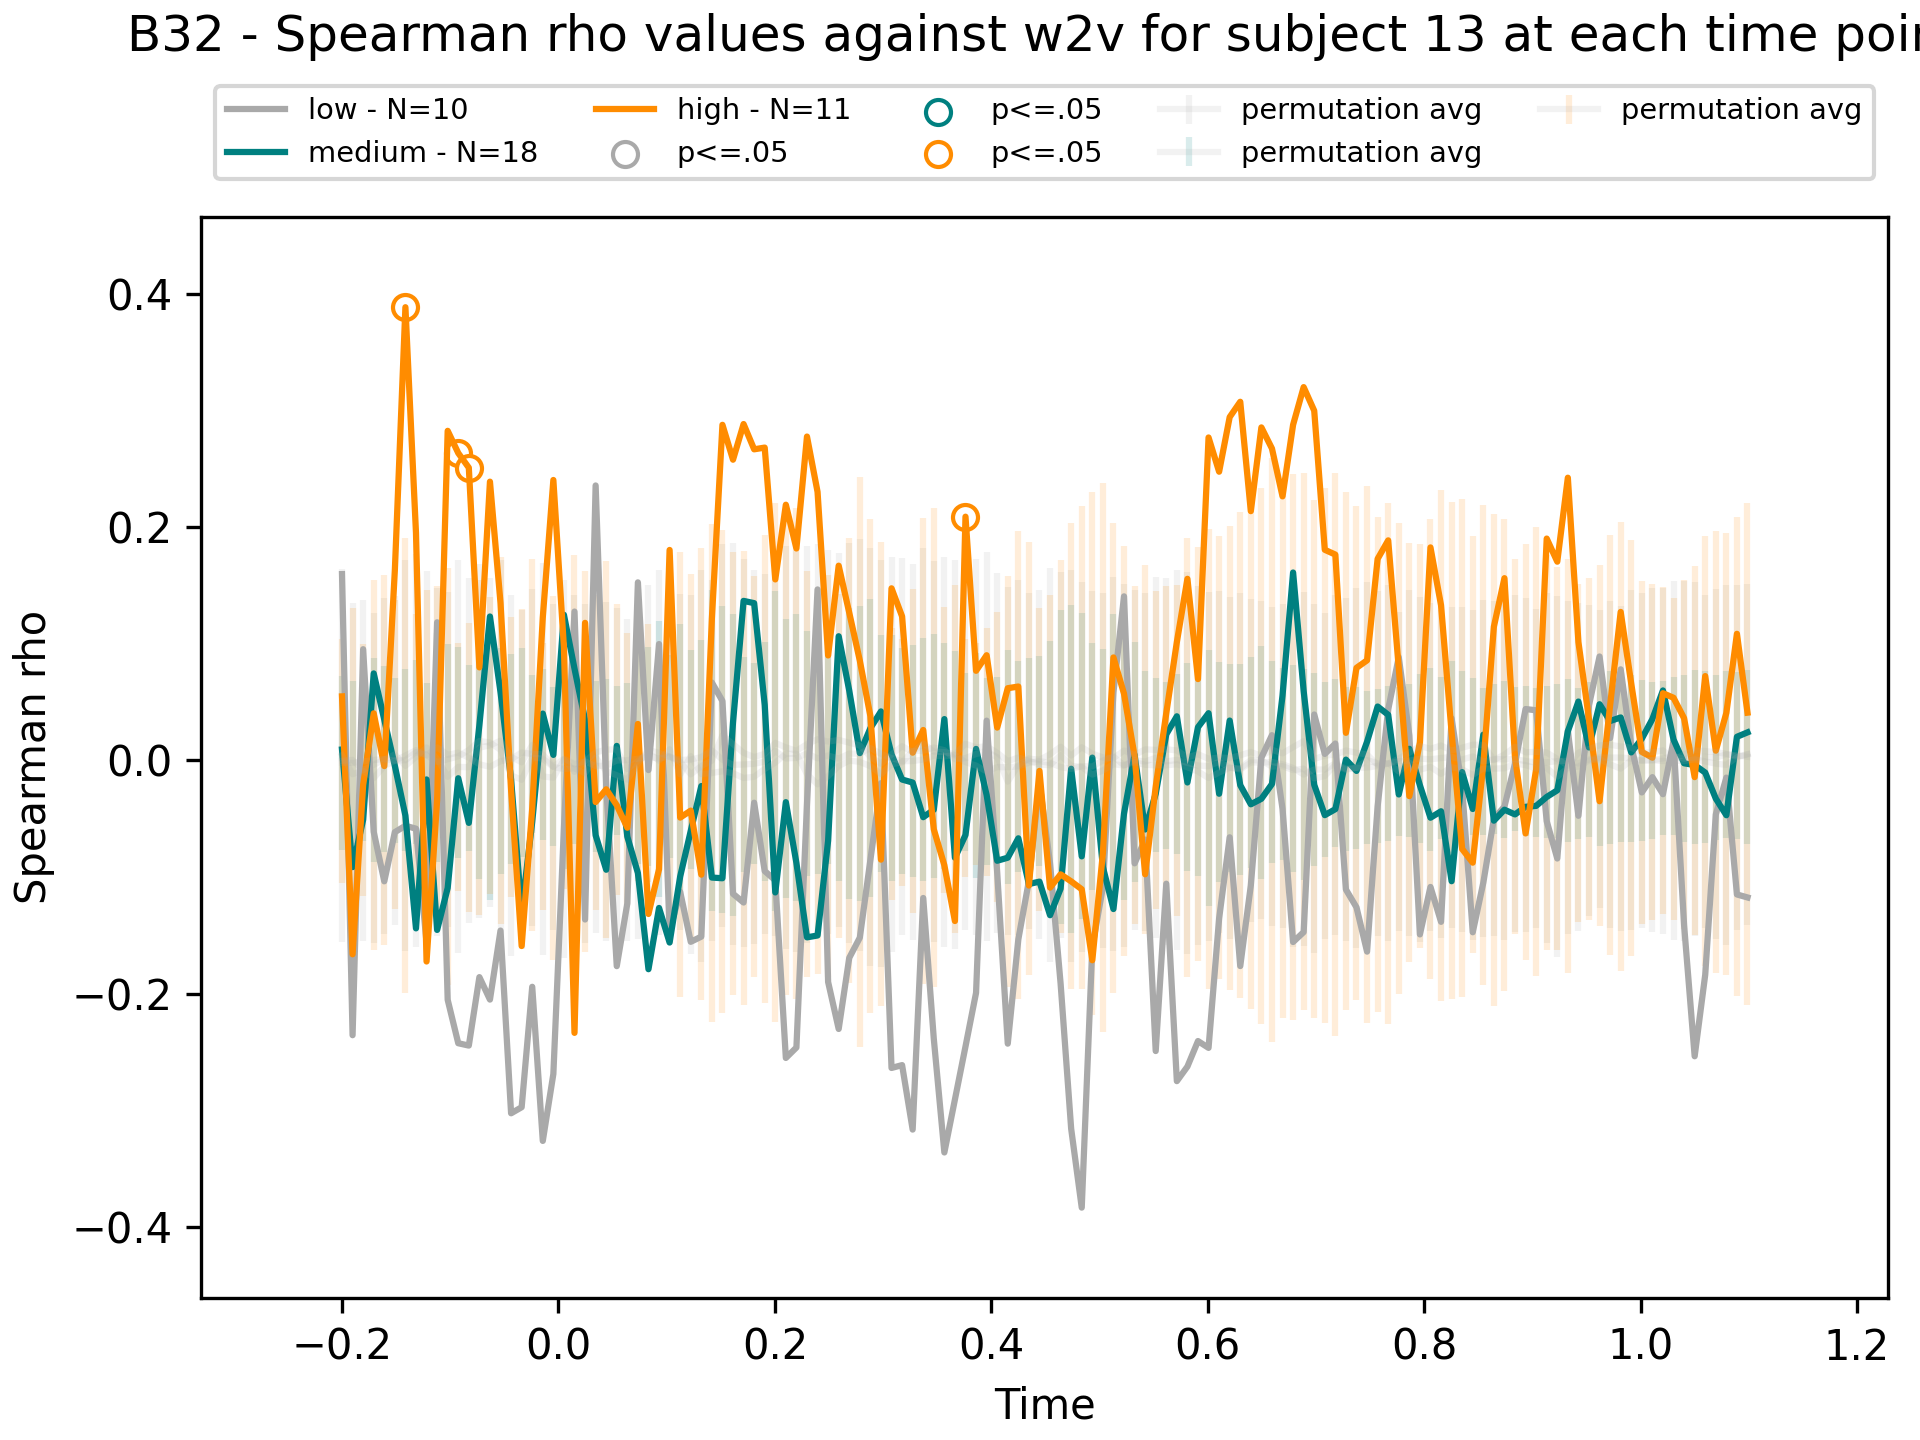 B32 - Spearman rho values against w2v for subject 13 at each time poi
low - N=10
medium - N=18
high - N=11
p<=.05
p<=.05
p<=.05
permutation avg
permutation avg
permutation avg
Spearman rho
0.4
0.2
0.0
−0.2
−0.4
−0.2 0.0 0.2 0.4 0.6 0.8 1.0 1.2
Time